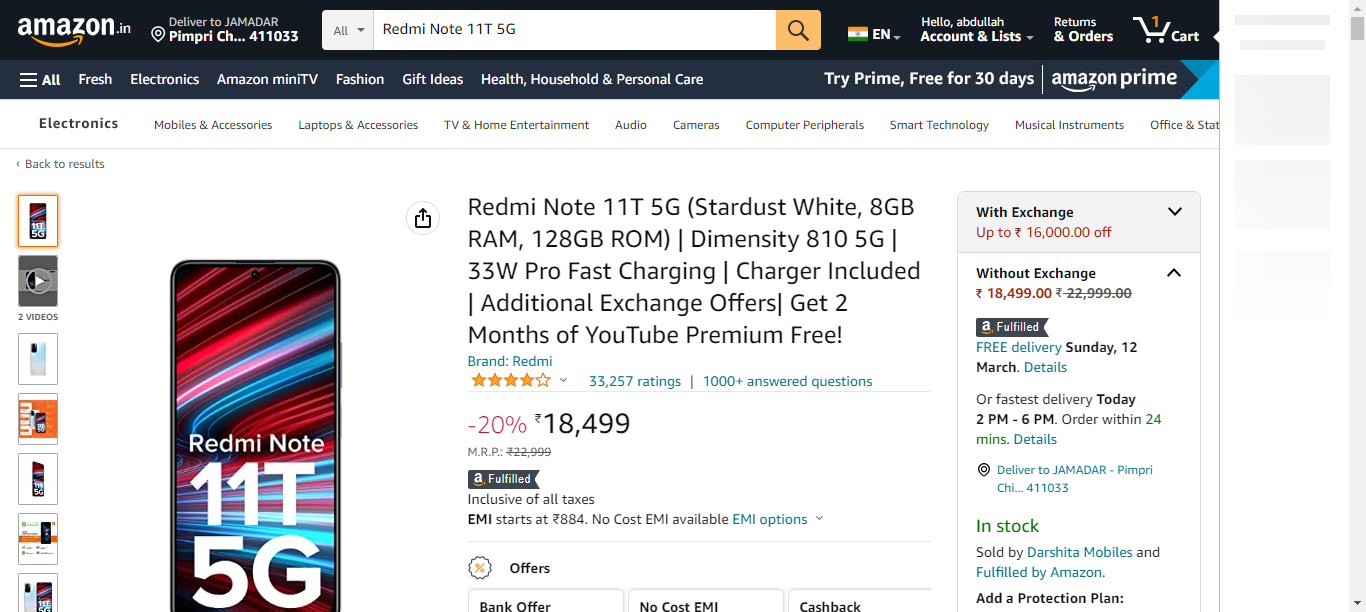 amazon.in
Deliver to JAMADAR
Pimpri Ch... 411033
All
Redmi Note 11T 5G
EN
Hello, abdullah
Account & Lists
Returns
& Orders
1
Cart
All
Fresh
Electronics
Amazon miniTV
Fashion
Gift Ideas
Health, Household & Personal Care
Try Prime, Free for 30 days
amazon prime
Electronics
Mobiles & Accessories
Laptops & Accessories
TV & Home Entertainment
Audio
Cameras
Computer Peripherals
Smart Technology
Musical Instruments
Office & Stat
‹ Back to results
2 VIDEOS
Redmi Note
11T
5G
Redmi Note 11T 5G (Stardust White, 8GB
RAM, 128GB ROM) | Dimensity 810 5G |
33W Pro Fast Charging | Charger Included
| Additional Exchange Offers| Get 2
Months of YouTube Premium Free!
Brand: Redmi
33,257 ratings | 1000+ answered questions
-20% ₹18,499
M.R.P.: ₹22,999
a Fulfilled
Inclusive of all taxes
EMI starts at ₹884. No Cost EMI available EMI options
% Offers
Bank Offer
No Cost EMI
Cashback
With Exchange
Up to ₹ 16,000.00 off
Without Exchange
₹ 18,499.00 ₹ 22,999.00
a Fulfilled
FREE delivery Sunday, 12
March. Details
Or fastest delivery Today
2 PM - 6 PM. Order within 24
mins. Details
Deliver to JAMADAR - Pimpri
Chi... 411033
In stock
Sold by Darshita Mobiles and
Fulfilled by Amazon.
Add a Protection Plan: